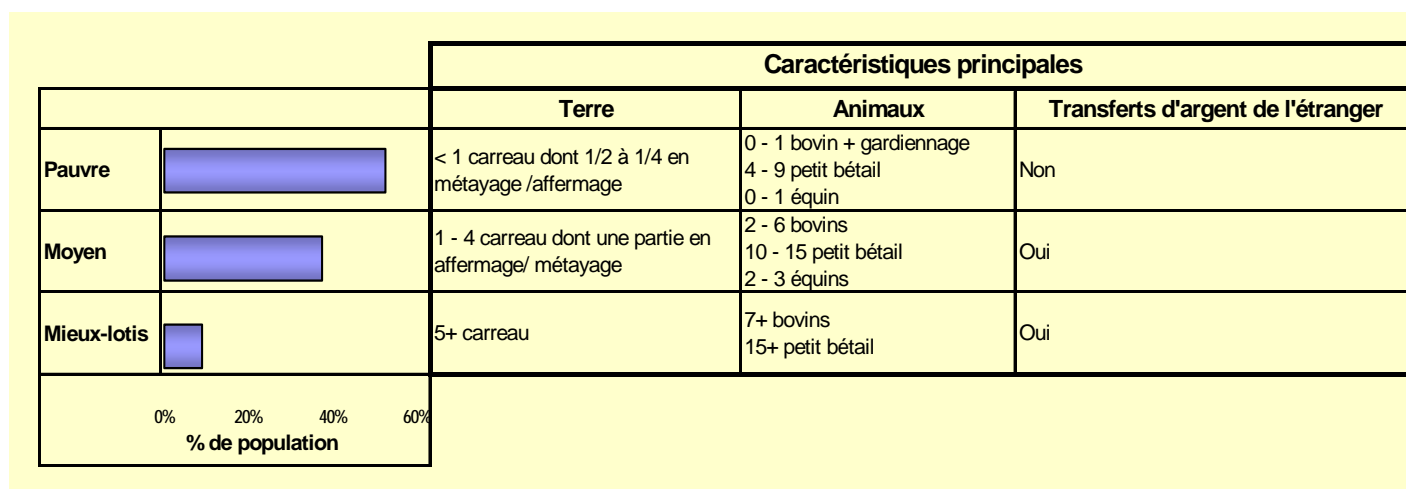 Caractéristiques principales
Terre Animaux Transferts d'argent de l'étranger
Pauvre
< 1 carreau dont 1/2 à 1/4 en
métayage /affermage
0 - 1 bovin + gardiennage
4 - 9 petit bétail
0 - 1 équin
Non
Moyen
1 - 4 carreau dont une partie en
affermage/ métayage
2 - 6 bovins
10 - 15 petit bétail
2 - 3 équins
Oui
Mieux-lotis
5+ carreau
7+ bovins
15+ petit bétail
Oui
0% 20% 40% 60%
% de population